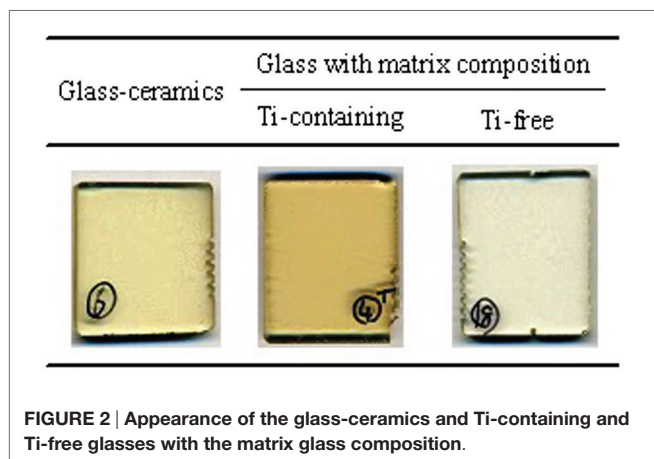 Glass-ceramics
Glass with matrix composition
Ti-containing
Ti-free
6
4 T
18
FIGURE 2 | Appearance of the glass-ceramics and Ti-containing and
Ti-free glasses with the matrix glass composition.